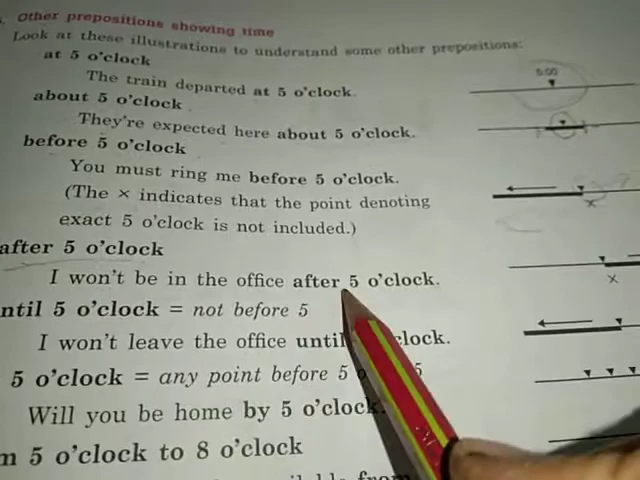 Other prepositions showing time
Look at these illustrations to understand some other prepositions:
at 5 o'clock
5:00
The train departed at 5 o'clock.
about 5 o'clock
They're expected here about 5 o'clock.
before 5 o'clock
You must ring me before 5 o'clock.
(The × indicates that the point denoting
exact 5 o'clock is not included.)
×
after 5 o'clock
I won't be in the office after 5 o'clock.
×
ntil 5 o'clock = not before 5
I won't leave the office until clock.
5 o'clock = any point before 5 5
Will you be home by 5 o'clock
m 5 o'clock to 8 o'clock
from